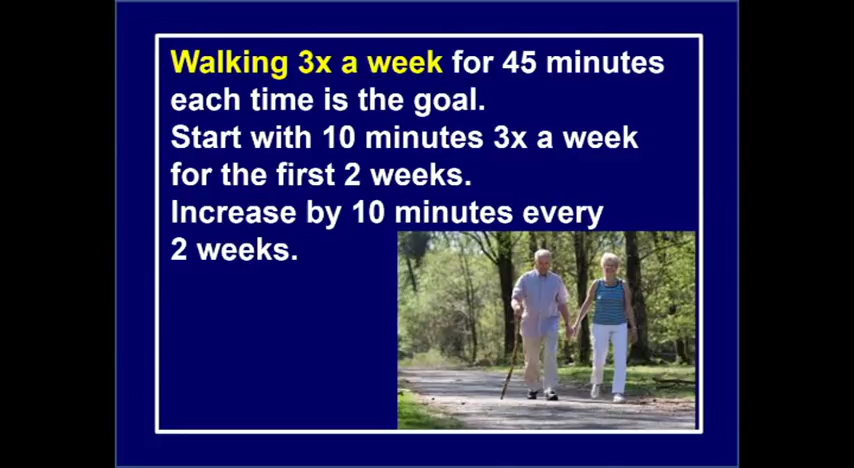 Walking 3x a week for 45 minutes
each time is the goal.
Start with 10 minutes 3x a week
for the first 2 weeks.
Increase by 10 minutes every
2 weeks.